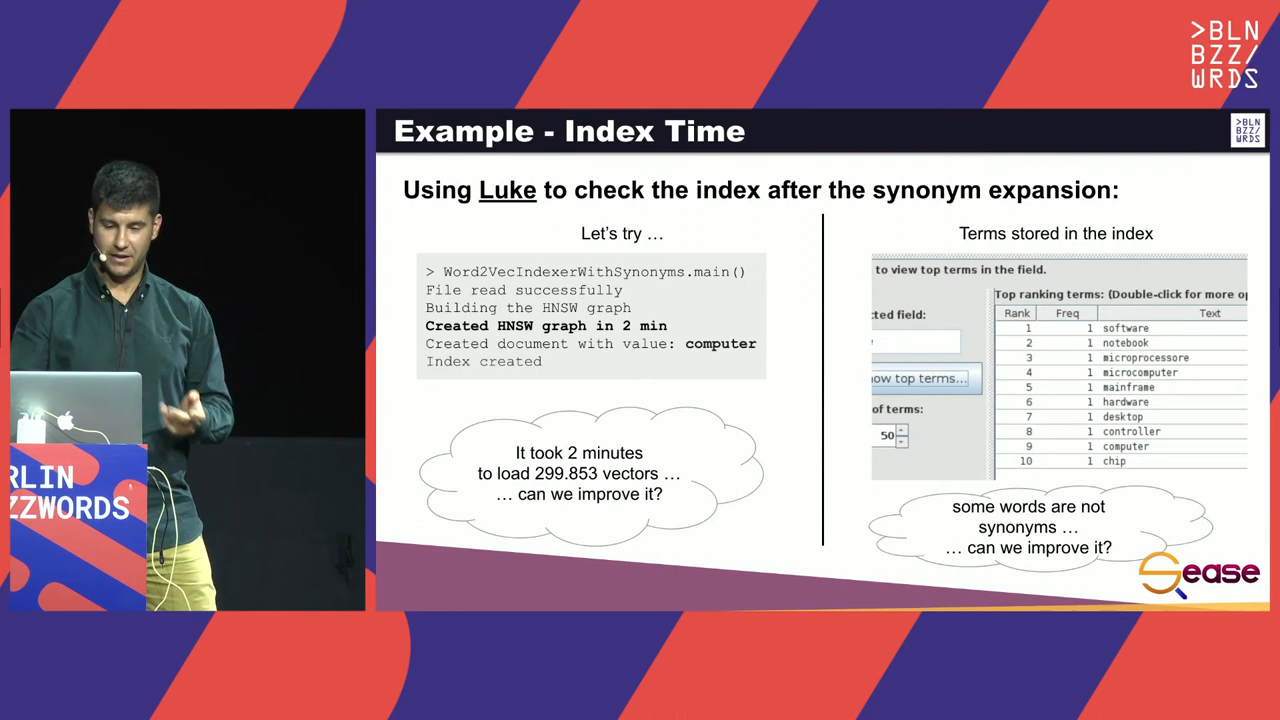 >BLN
BZZ/
WRDS
Example - Index Time
>BLN
BZZ/
WRDS
Using Luke to check the index after the synonym expansion:
Let's try …
> Word2VecIndexerWithSynonyms.main()
File read successfully
Building the HNSW graph
Created HNSW graph in 2 min
Created document with value: computer
Index created
It took 2 minutes
to load 299.853 vectors …
… can we improve it?
Terms stored in the index
to view top terms in the field.
cted field:
ow top terms...
of terms:
50
Top ranking terms: (Double-click for more op
Rank Freq Text
1 1 software
2 1 notebook
3 1 microprocessore
4 1 microcomputer
5 1 mainframe
6 1 hardware
7 1 desktop
8 1 controller
9 1 computer
10 1 chip
some words are not
synonyms …
… can we improve it?
Sease
RLIN
ZZWORDS